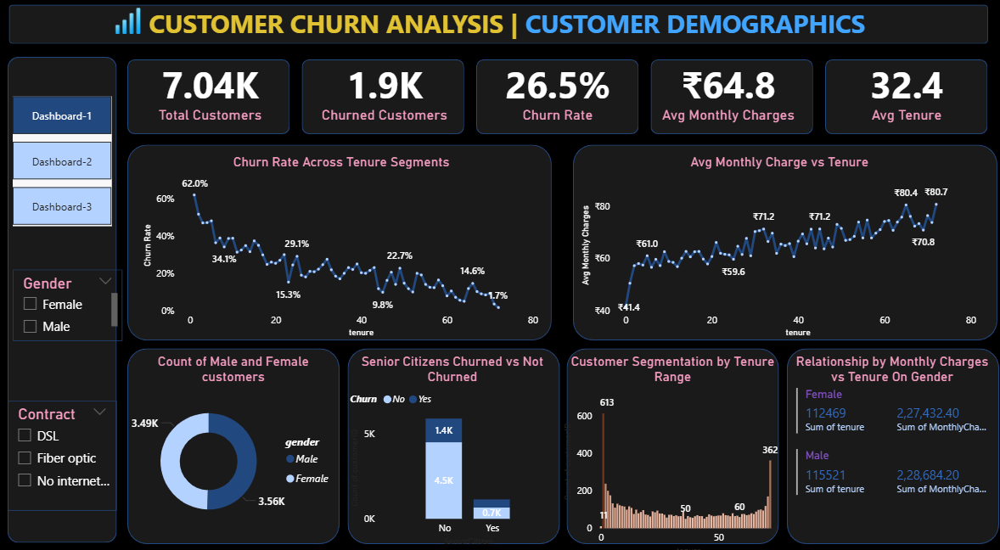 CUSTOMER CHURN ANALYSIS | CUSTOMER DEMOGRAPHICS
Dashboard-1
Dashboard-2
Dashboard-3
Gender
Female
Male
Contract
DSL
Fiber optic
No internet...
7.04K
Total Customers
1.9K
Churned Customers
26.5%
Churn Rate
₹64.8
Avg Monthly Charges
32.4
Avg Tenure
Churn Rate Across Tenure Segments
Churn Rate
60%
40%
20%
0%
62.0%
34.1%
29.1%
15.3%
22.7%
9.8%
14.6%
1.7%
0
20
40
60
80
tenure
Avg Monthly Charge vs Tenure
Avg Monthly Charges
₹80
₹60
₹40
₹41.4
₹61.0
₹59.6
₹71.2
₹71.2
₹80.4
₹70.8
₹80.7
0
20
40
60
80
tenure
Count of Male and Female
customers
3.49K
3.56K
gender
Male
Female
Senior Citizens Churned vs Not
Churned
Churn No Yes
5K
0K
1.4K
4.5K
0.7K
No
Yes
Customer Segmentation by Tenure
Range
600
400
200
0
613
11
50
60
362
0
50
Relationship by Monthly Charges
vs Tenure On Gender
Female
112469 2,27,432.40
Sum of tenure Sum of MonthlyCha...
Male
115521 2,28,684.20
Sum of tenure Sum of MonthlyCha...